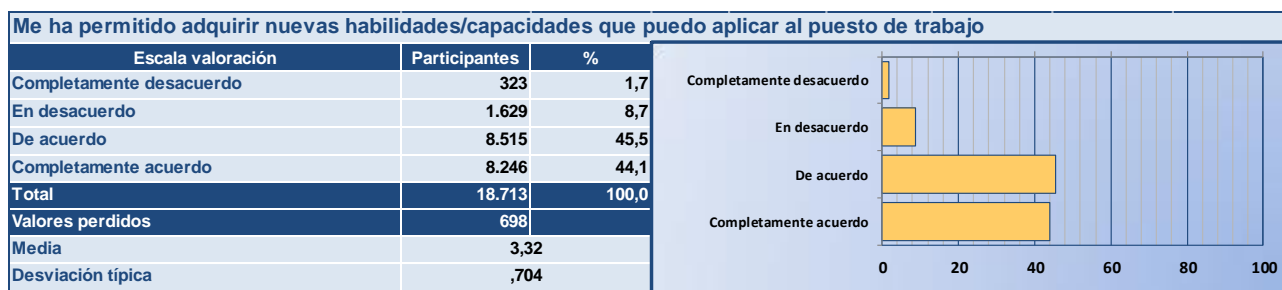 Me ha permitido adquirir nuevas habilidades/capacidades que puedo aplicar al puesto de trabajo
Escala valoración Participantes %
Completamente desacuerdo 323 1,7
En desacuerdo 1.629 8,7
De acuerdo 8.515 45,5
Completamente acuerdo 8.246 44,1
Total 18.713 100,0
Valores perdidos 698
Media 3,32
Desviación típica ,704
Completamente desacuerdo
En desacuerdo
De acuerdo
Completamente acuerdo
0 20 40 60 80 100